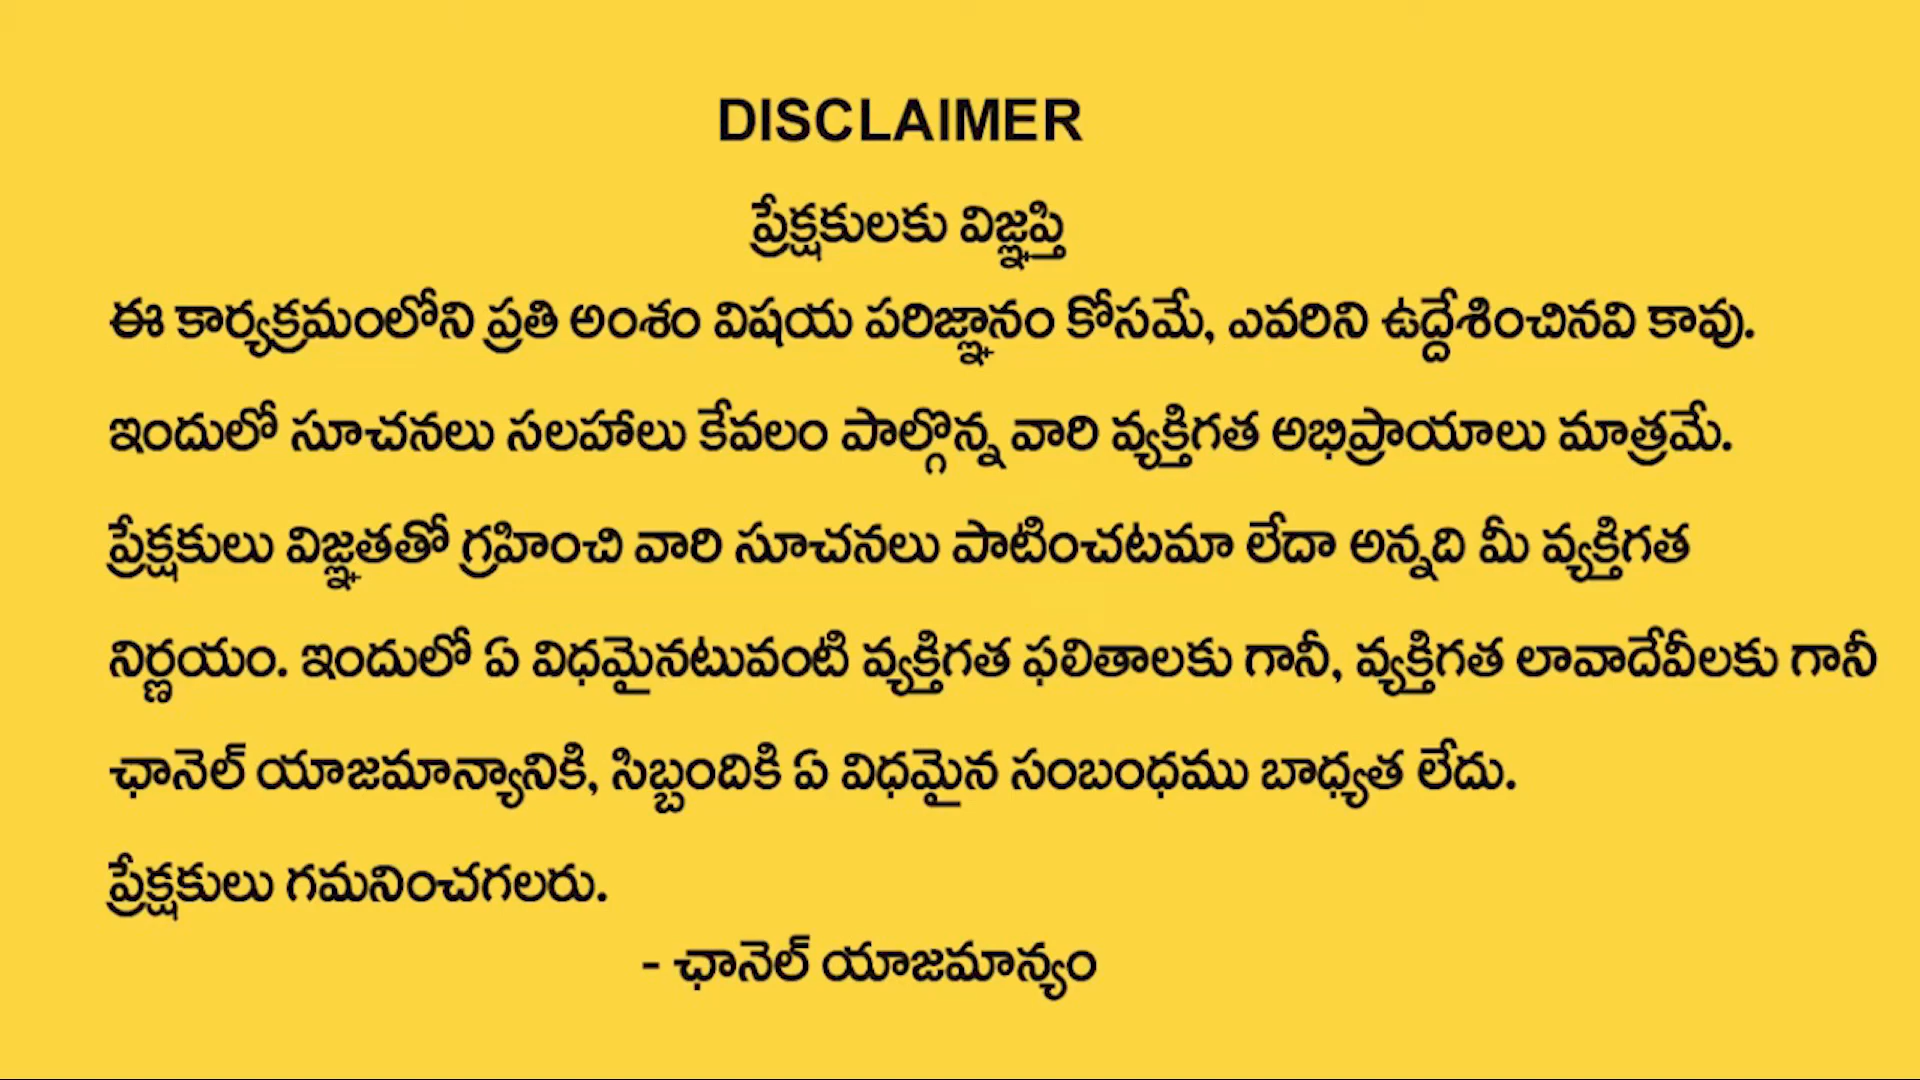 DISCLAIMER
ప్రేక్షకులకు విజ్ఞప్తి
ఈ కార్యక్రమంలోని ప్రతి అంశం విషయ పరిజ్ఞానం కోసమే, ఎవరిని ఉద్దేశించినవి కావు.
ఇందులో సూచనలు సలహాలు కేవలం పాల్గొన్న వారి వ్యక్తిగత అభిప్రాయాలు మాత్రమే.
ప్రేక్షకులు విజ్ఞతతో గ్రహించి వారి సూచనలు పాటించటమా లేదా అన్నది మీ వ్యక్తిగత
నిర్ణయం. ఇందులో ఏ విధమైనటువంటి వ్యక్తిగత ఫలితాలకు గానీ, వ్యక్తిగత లావాదేవీలకు గానీ
ఛానెల్ యాజమాన్యానికి, సిబ్బందికి ఏ విధమైన సంబంధము బాధ్యత లేదు.
ప్రేక్షకులు గమనించగలరు.
- ఛానెల్ యాజమాన్యం